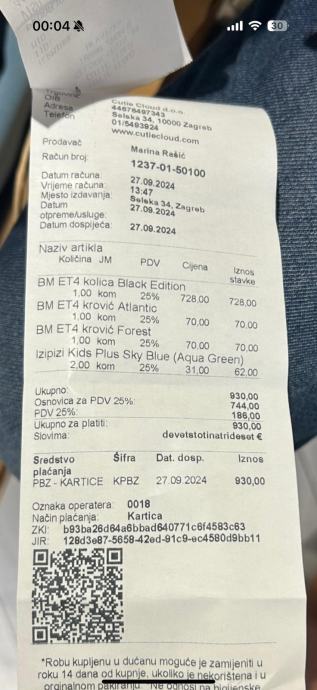 00:04
30
Trgovina
OIB
Adresa
Telefon
Cutie Cloud d.o.o.
44676497343
Selska 34, 10000 Zagreb
01/5493924
www.cutiecloud.com
Prodavač Marina Rašić
Račun broj: 1237-01-50100
Datum računa: 27.09.2024
Vrijeme računa: 13:47
Mjesto izdavanja: Selska 34, Zagreb
Datum
otpreme/usluge: 27.09.2024
Datum dospijeća: 27.09.2024
Naziv artikla
Količina JM PDV Cijena Iznos
stavke
BM ET4 kolica Black Edition
1,00 kom 25% 728,00 728,00
BM ET4 krović Atlantic
1,00 kom 25% 70,00 70,00
BM ET4 krović Forest
1,00 kom 25% 70,00 70,00
Izipizi Kids Plus Sky Blue (Aqua Green)
2,00 kom 25% 31,00 62,00
Ukupno: 930,00
Osnovica za PDV 25%: 744,00
PDV 25%: 186,00
Ukupno za platiti: 930,00
Slovima: devetstotinatrideset €
Sredstvo Šifra Dat. dosp. Iznos
plaćanja
PBZ - KARTICE KPBZ 27.09.2024 930,00
Oznaka operatera: 0018
Način plaćanja: Kartica
ZKI: b93ba26d64a6bbad640771c6f4583c63
JIR: 128d3e87-5658-42ed-91c9-ec4580d9bb11
*Robu kupljenu u dućanu moguće je zamijeniti u
roku 14 dana od kupnje, ukoliko je nekorištena i u
orginalnom pakiranju. Ne odnosi na higijenske